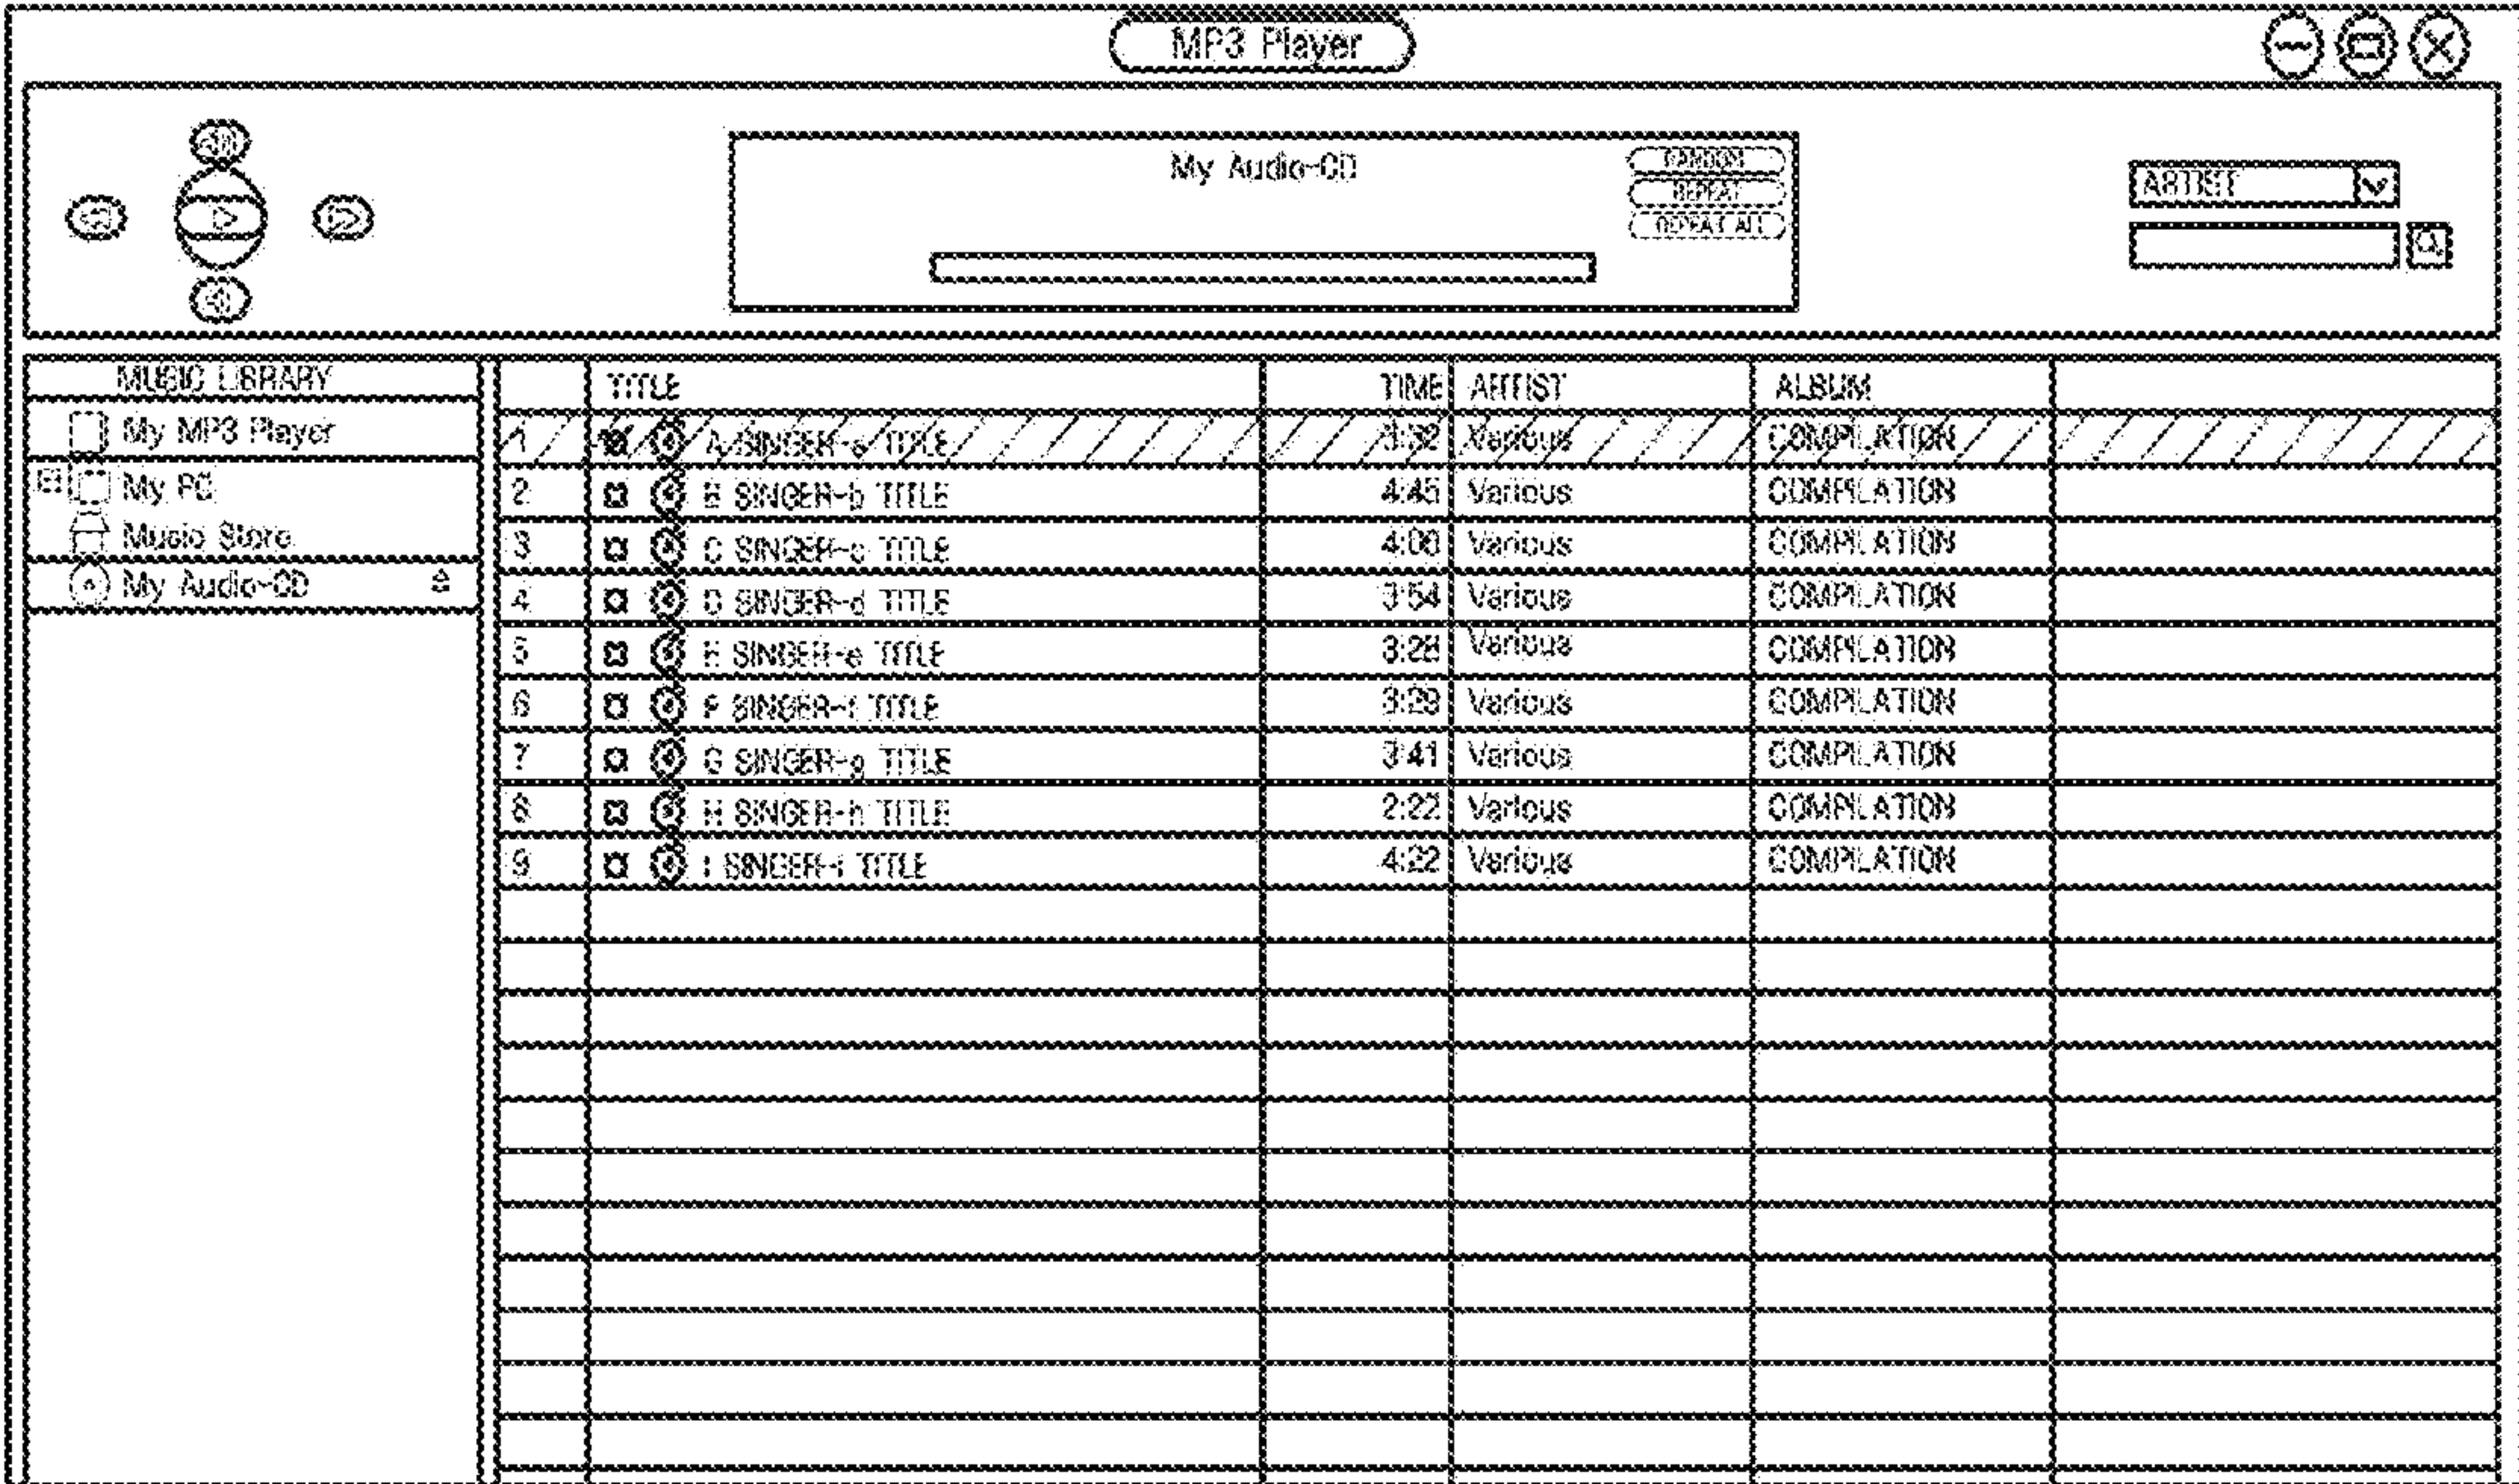 MP3 Player
My Audio-CD
RANDOM
REPEAT
REPEAT ALL
ARTIST
MUSIC LIBRARY
My MP3 Player
My PC
Music Store
My Audio-CD
TITLE TIME ARTIST ALBUM
1 A SINGER-a TITLE 3:32 Various COMPILATION
2 B SINGER-b TITLE 4:45 Various COMPILATION
3 C SINGER-c TITLE 4:00 Various COMPILATION
4 D SINGER-d TITLE 3:54 Various COMPILATION
5 E SINGER-e TITLE 3:28 Various COMPILATION
6 F SINGER-f TITLE 3:29 Various COMPILATION
7 G SINGER-g TITLE 3:41 Various COMPILATION
8 H SINGER-h TITLE 2:22 Various COMPILATION
9 I SINGER-i TITLE 4:22 Various COMPILATION